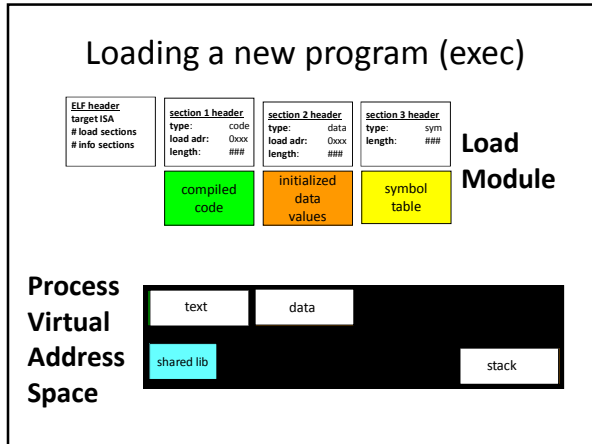 Loading a new program (exec)
ELF header
target ISA
# load sections
# info sections
section 1 header
type: code
load adr: 0xxx
length: ###
section 2 header
type: data
load adr: 0xxx
length: ###
section 3 header
type: sym
length: ###
compiled
code
initialized
data
values
symbol
table
Load
Module
Process
Virtual
Address
Space
text
data
shared lib
stack